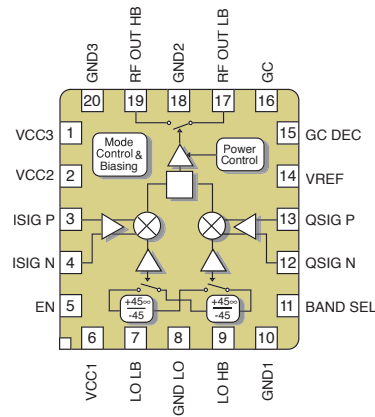 GND3
RF OUT HB
GND2
RF OUT LB
GC
20
19
18
17
16
VCC3
1
VCC2
2
ISIG P
3
ISIG N
4
EN
5
15
GC DEC
14
VREF
13
QSIG P
12
QSIG N
11
BAND SEL
Mode
Control &
Biasing
Power
Control
+45∞
-45
+45∞
-45
6
7
8
9
10
VCC1
LO LB
GND LO
LO HB
GND1